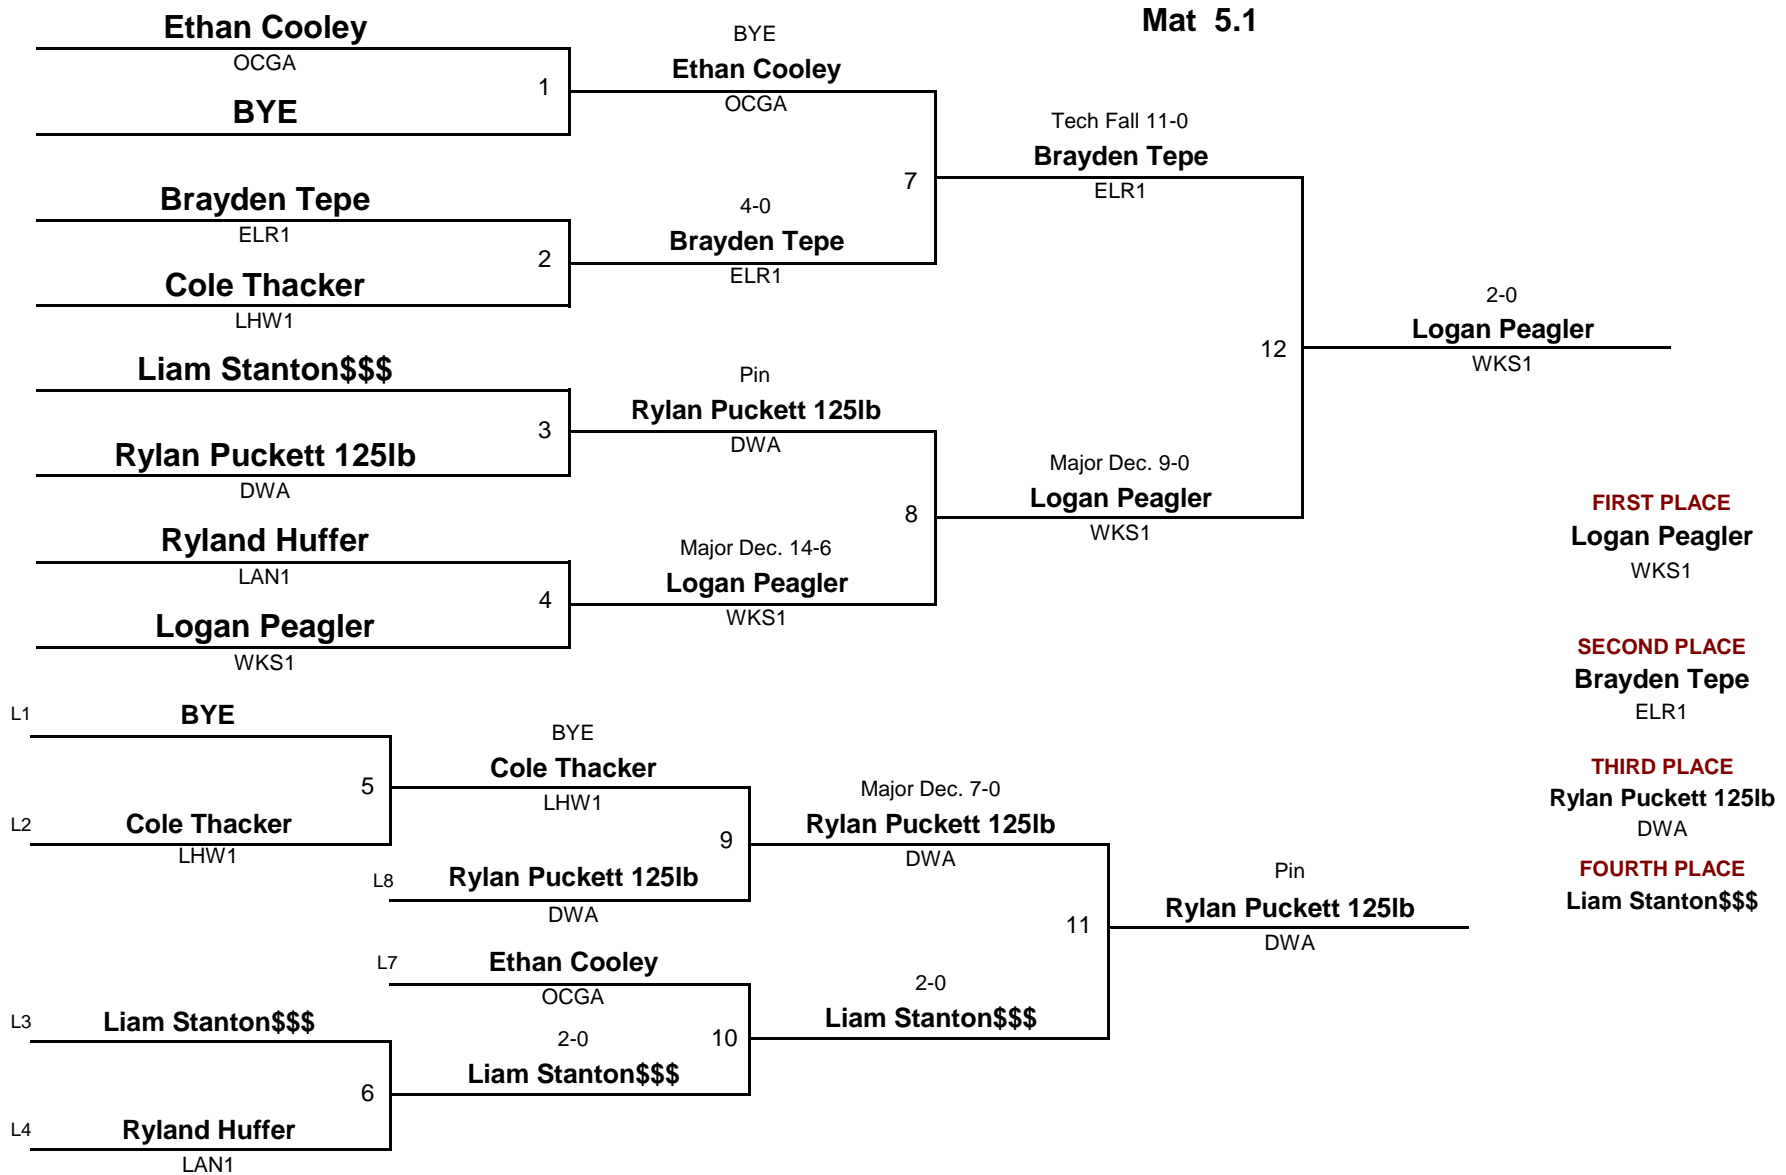 Mat 5.1
Ethan Cooley
OCGA
1
BYE
BYE
Ethan Cooley
OCGA
Brayden Tepe
ELR1
2
Cole Thacker
LHW1
4-0
Brayden Tepe
ELR1
7
Tech Fall 11-0
Brayden Tepe
ELR1
Liam Stanton$$$
3
Rylan Puckett 125lb
DWA
Pin
Rylan Puckett 125lb
DWA
Ryland Huffer
LAN1
4
Logan Peagler
WKS1
Major Dec. 14-6
Logan Peagler
WKS1
8
Major Dec. 9-0
Logan Peagler
WKS1
12
2-0
Logan Peagler
WKS1
FIRST PLACE
Logan Peagler
WKS1
SECOND PLACE
Brayden Tepe
ELR1
THIRD PLACE
Rylan Puckett 125lb
DWA
FOURTH PLACE
Liam Stanton$$$
L1
BYE
5
L2
Cole Thacker
LHW1
BYE
Cole Thacker
LHW1
9
L8
Rylan Puckett 125lb
DWA
Major Dec. 7-0
Rylan Puckett 125lb
DWA
L7
Ethan Cooley
OCGA
10
L3
Liam Stanton$$$
6
L4
Ryland Huffer
LAN1
2-0
Liam Stanton$$$
2-0
Liam Stanton$$$
11
Pin
Rylan Puckett 125lb
DWA